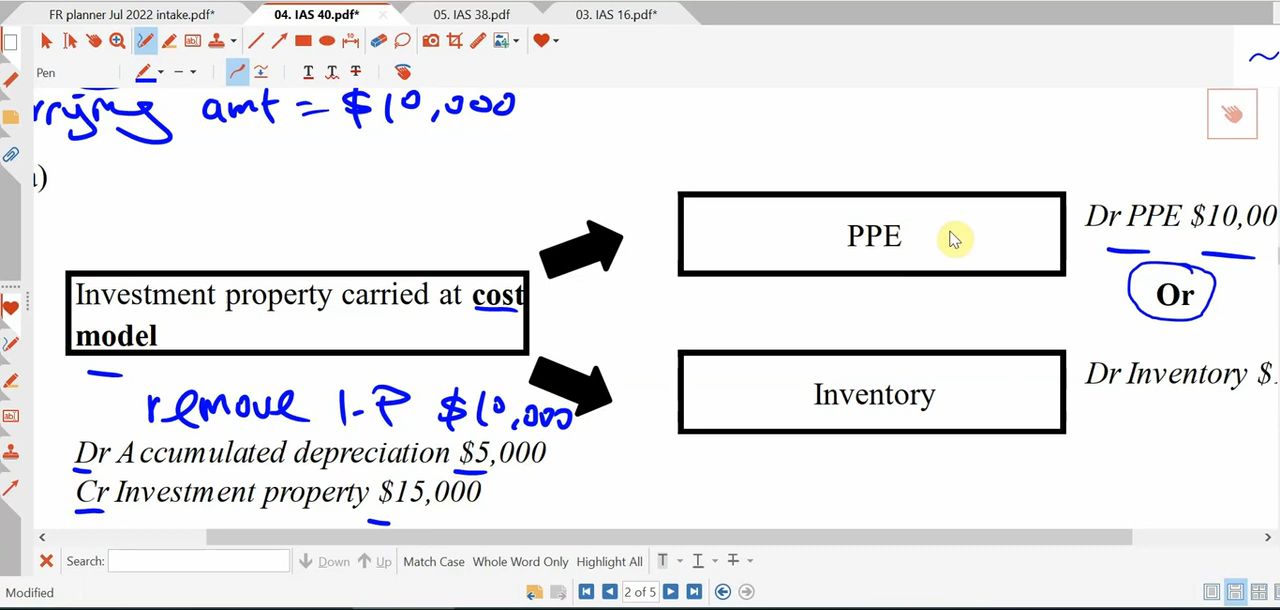 FR planner Jul 2022 intake.pdf* 04. IAS 40.pdf* 05. IAS 38.pdf 03. IAS 16.pdf*
Pen
rrying amt = $10,000
PPE
Dr PPE $10,00
Investment property carried at cost
model
Or
Inventory
Dr Inventory $
remove I-P $10,000
Dr Accumulated depreciation $5,000
Cr Investment property $15,000
Search: Down Up Match Case Whole Word Only Highlight All
2 of 5
Modified